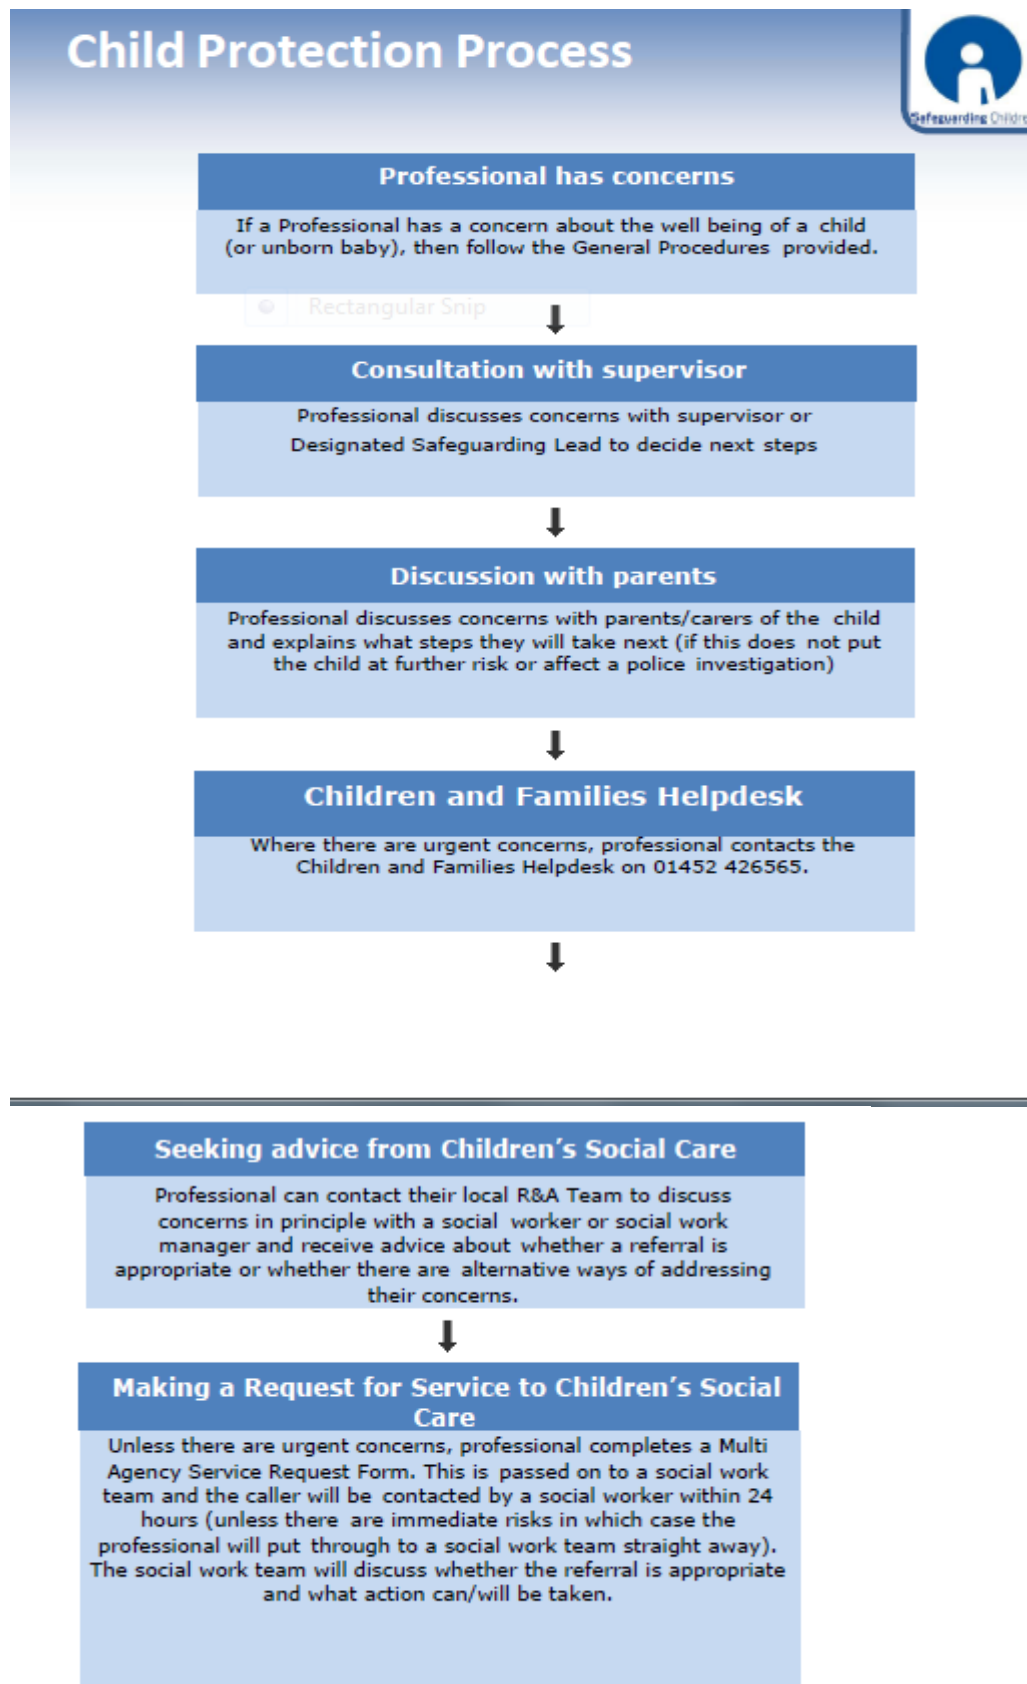 Child Protection Process
Safeguarding Childre
Professional has concerns
If a Professional has a concern about the well being of a child
(or unborn baby), then follow the General Procedures provided.
Rectangular Snip
Consultation with supervisor
Professional discusses concerns with supervisor or
Designated Safeguarding Lead to decide next steps
Discussion with parents
Professional discusses concerns with parents/carers of the child
and explains what steps they will take next (if this does not put
the child at further risk or affect a police investigation)
Children and Families Helpdesk
Where there are urgent concerns, professional contacts the
Children and Families Helpdesk on 01452 426565.
Seeking advice from Children’s Social Care
Professional can contact their local R&A Team to discuss
concerns in principle with a social worker or social work
manager and receive advice about whether a referral is
appropriate or whether there are alternative ways of addressing
their concerns.
Making a Request for Service to Children’s Social
Care
Unless there are urgent concerns, professional completes a Multi
Agency Service Request Form. This is passed on to a social work
team and the caller will be contacted by a social worker within 24
hours (unless there are immediate risks in which case the
professional will put through to a social work team straight away).
The social work team will discuss whether the referral is appropriate
and what action can/will be taken.